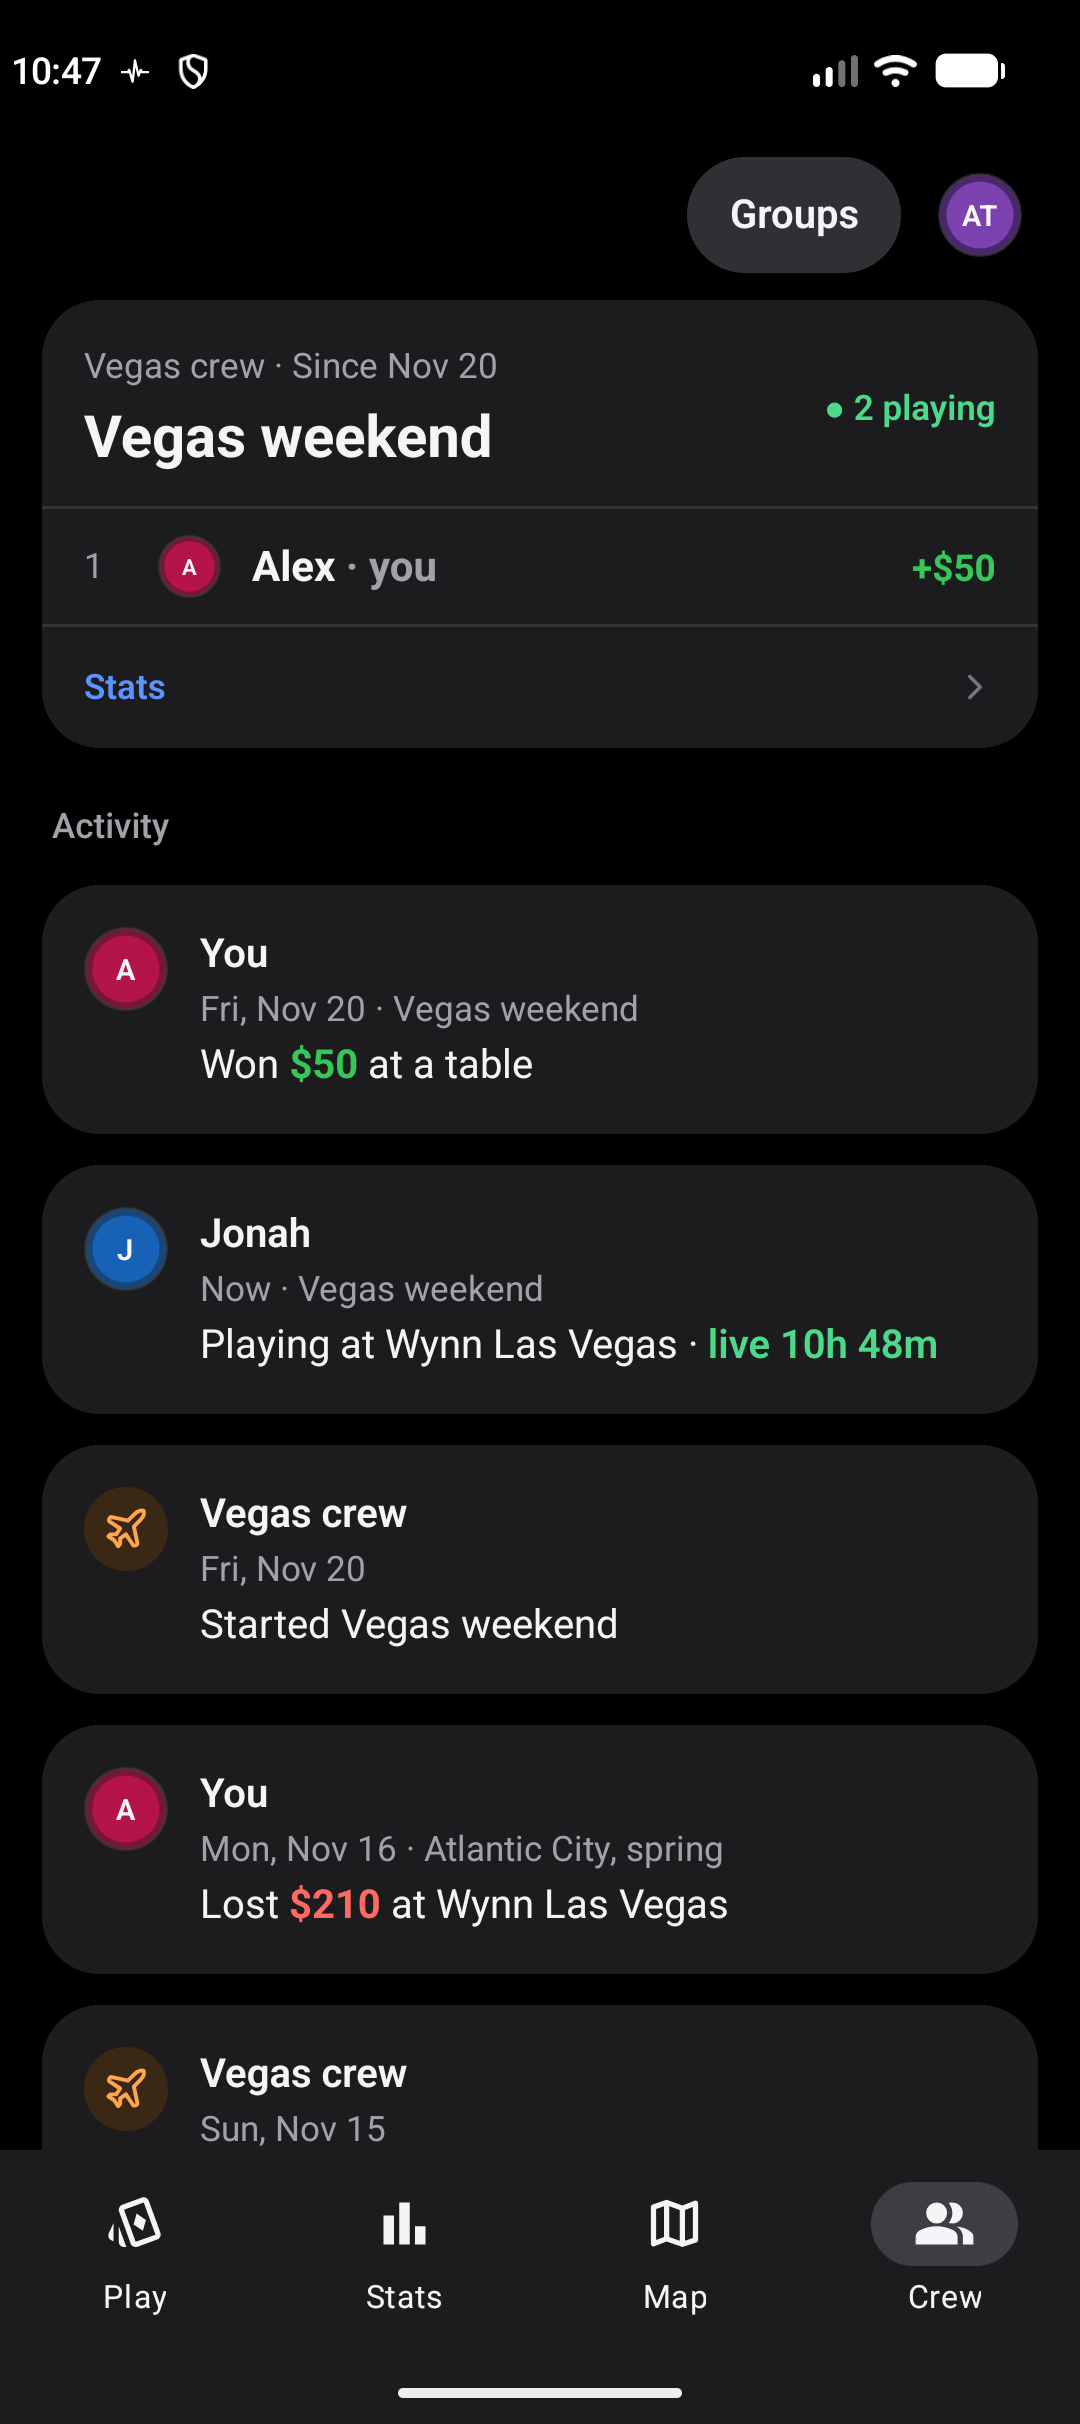 10:47
Groups
AT
Vegas crew · Since Nov 20
Vegas weekend
2 playing
1 A Alex · you +$50
Stats
Activity
A
You
Fri, Nov 20 · Vegas weekend
Won $50 at a table
J
Jonah
Now · Vegas weekend
Playing at Wynn Las Vegas · live 10h 48m
Vegas crew
Fri, Nov 20
Started Vegas weekend
A
You
Mon, Nov 16 · Atlantic City, spring
Lost $210 at Wynn Las Vegas
Vegas crew
Sun, Nov 15
Play Stats Map Crew